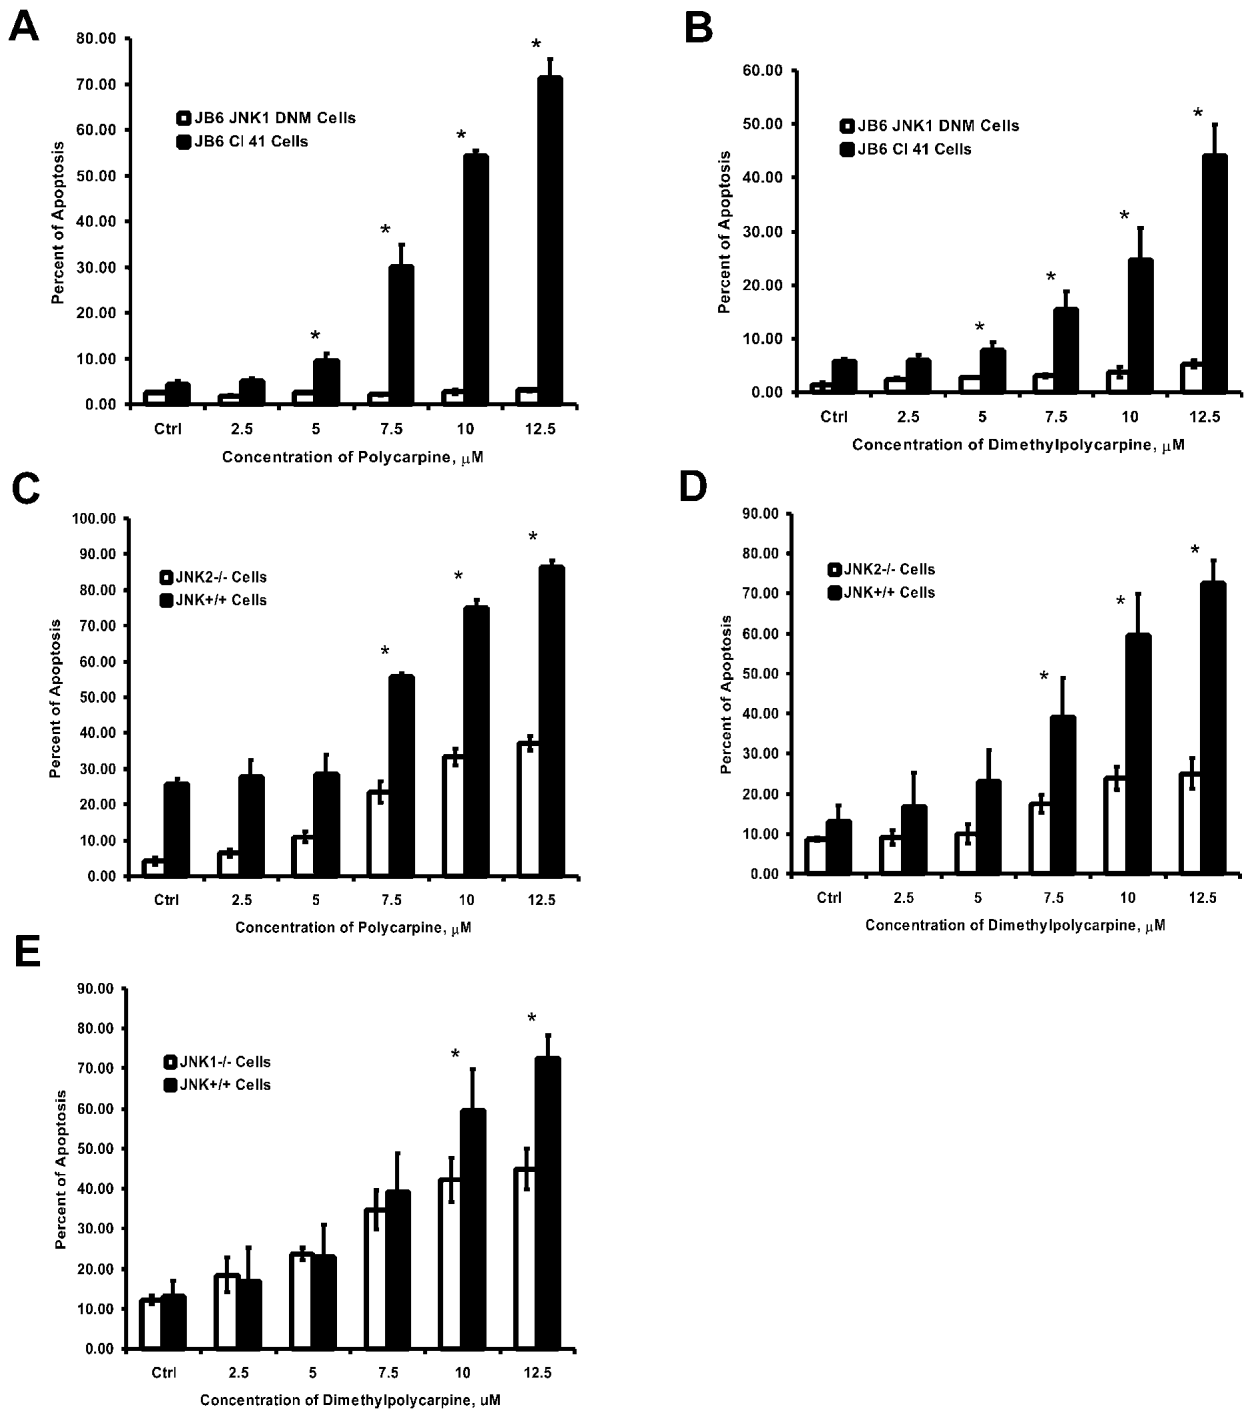 A
80.00
70.00
60.00
50.00
40.00
30.00
20.00
10.00
0.00
Percent of Apoptosis
JB6 JNK1 DNM Cells
JB6 Cl 41 Cells
*
*
*
*
Ctrl 2.5 5 7.5 10 12.5
Concentration of Polycarpine, μM
B
60.00
50.00
40.00
30.00
20.00
10.00
0.00
Percent of Apoptosis
JB6 JNK1 DNM Cells
JB6 Cl 41 Cells
*
*
*
*
Ctrl 2.5 5 7.5 10 12.5
Concentration of Dimethylpolycarpine, μM
C
100.00
90.00
80.00
70.00
60.00
50.00
40.00
30.00
20.00
10.00
0.00
Percent of Apoptosis
JNK2-/- Cells
JNK+/+ Cells
*
*
*
Ctrl 2.5 5 7.5 10 12.5
Concentration of Polycarpine, μM
D
90.00
80.00
70.00
60.00
50.00
40.00
30.00
20.00
10.00
0.00
Percent of Apoptosis
JNK2-/- Cells
JNK+/+ Cells
*
*
*
Ctrl 2.5 5 7.5 10 12.5
Concentration of Dimethylpolycarpine, μM
E
90.00
80.00
70.00
60.00
50.00
40.00
30.00
20.00
10.00
0.00
Percent of Apoptosis
JNK1-/- Cells
JNK+/+ Cells
*
*
Ctrl 2.5 5 7.5 10 12.5
Concentration of Dimethylpolycarpine, uM